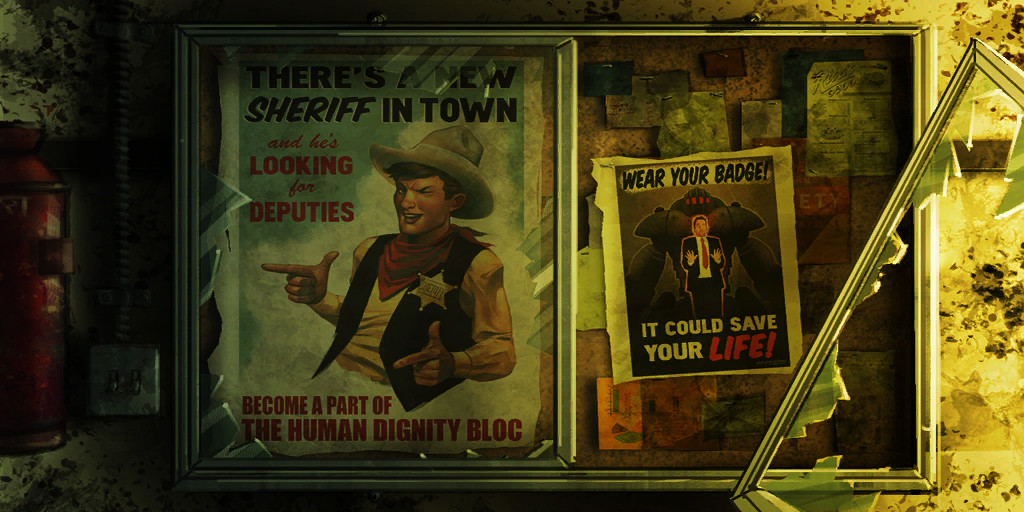 THERE'S A NEW
SHERIFF IN TOWN
and he's
LOOKING
for
DEPUTIES
BECOME A PART OF
THE HUMAN DIGNITY BLOC
WEAR YOUR BADGE!
IT COULD SAVE
YOUR LIFE!